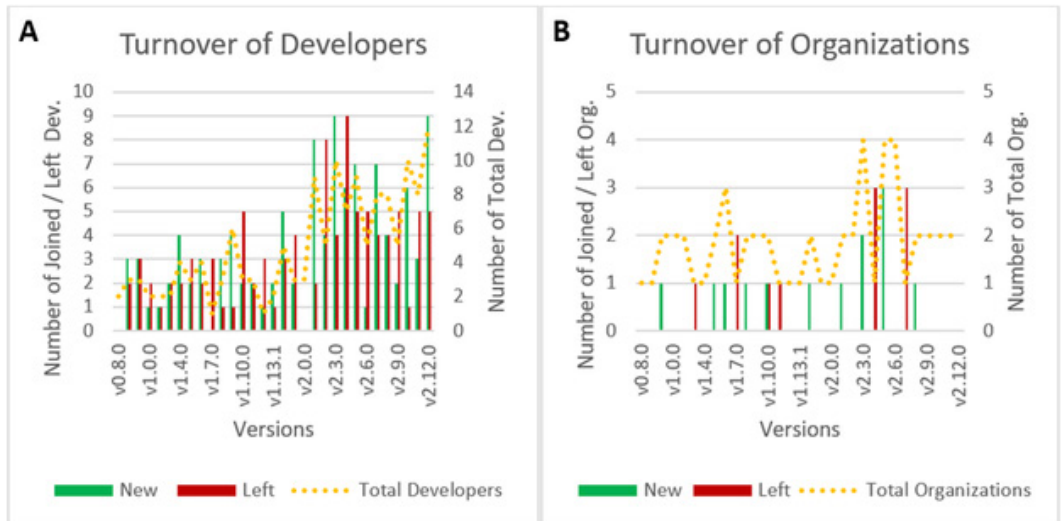 A
Turnover of Developers
Number of Joined / Left Dev.
10
9
8
7
6
5
4
3
2
1
0
14
12
10
8
6
4
2
0
Number of Total Dev.
v0.8.0
v1.0.0
v1.4.0
v1.7.0
v1.10.0
v1.13.1
v2.0.0
v2.3.0
v2.6.0
v2.9.0
v2.12.0
Versions
New Left Total Developers
B
Turnover of Organizations
Number of Joined / Left Org.
5
4
3
2
1
0
5
4
3
2
1
0
Number of Total Org.
v0.8.0
v1.0.0
v1.4.0
v1.7.0
v1.10.0
v1.13.1
v2.0.0
v2.3.0
v2.6.0
v2.9.0
v2.12.0
Versions
New Left Total Organizations